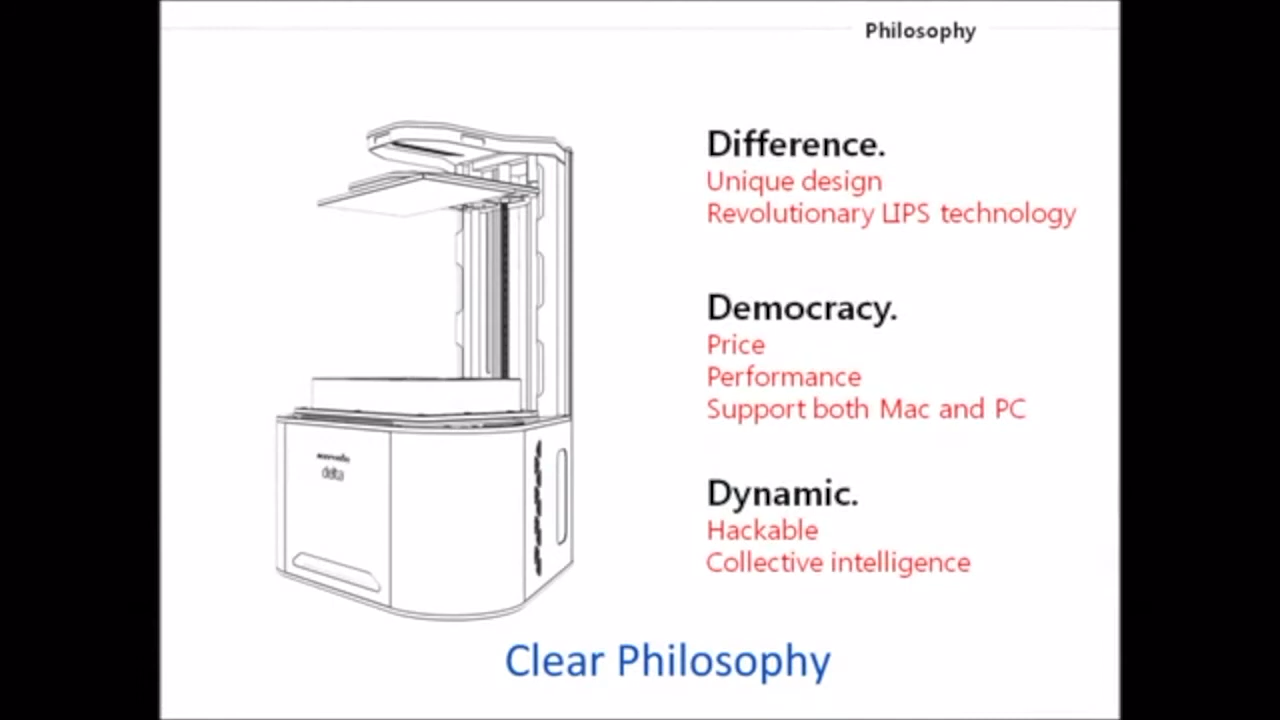 Philosophy
Difference.
Unique design
Revolutionary LIPS technology
Democracy.
Price
Performance
Support both Mac and PC
delta
Dynamic.
Hackable
Collective intelligence
Clear Philosophy